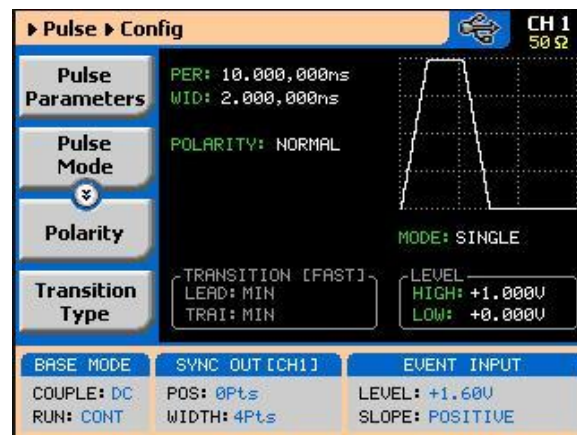 ▶ Pulse ▶ Config
CH 1
50 Ω
Pulse
Parameters
Pulse
Mode
Polarity
Transition
Type
PER: 10.000,000ms
WID: 2.000,000ms
POLARITY: NORMAL
MODE: SINGLE
TRANSITION [FAST]
LEAD: MIN
TRAI: MIN
LEVEL
HIGH: +1.000V
LOW: +0.000V
BASE MODE
COUPLE: DC
RUN: CONT
SYNC OUT [CH1]
POS: 0Pts
WIDTH: 4Pts
EVENT INPUT
LEVEL: +1.60V
SLOPE: POSITIVE